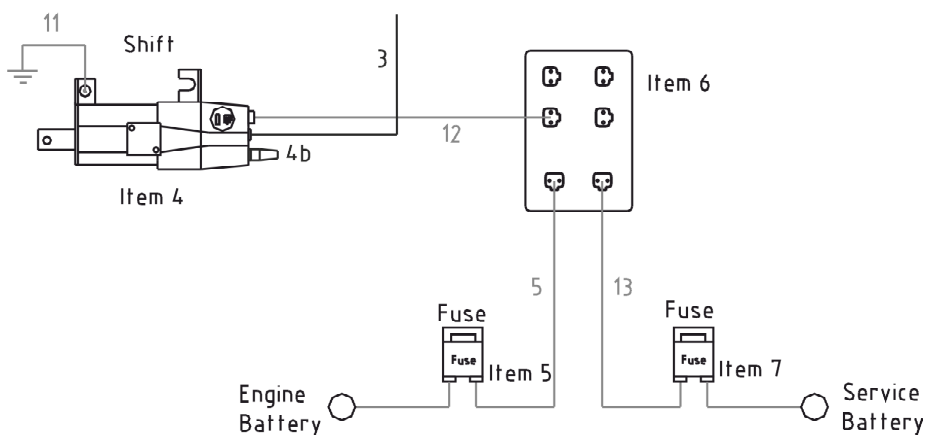 11
Shift
3
Item 6
12
4b
Item 4
5
13
Fuse
Fuse
Fuse
Item 5
Fuse
Item 7
Engine
Battery
Service
Battery